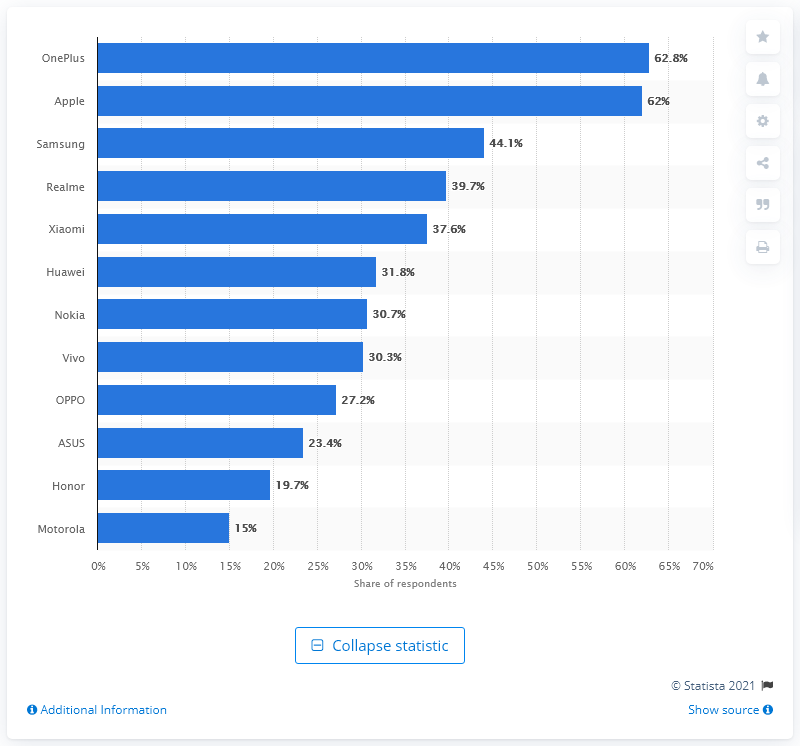 OnePlus 62.8%
Apple 62%
Samsung 44.1%
Realme 39.7%
Xiaomi 37.6%
Huawei 31.8%
Nokia 30.7%
Vivo 30.3%
OPPO 27.2%
ASUS 23.4%
Honor 19.7%
Motorola 15%
0% 5% 10% 15% 20% 25% 30% 35% 40% 45% 50% 55% 60% 65% 70%
Share of respondents
Collapse statistic
© Statista 2021
Additional Information Show source